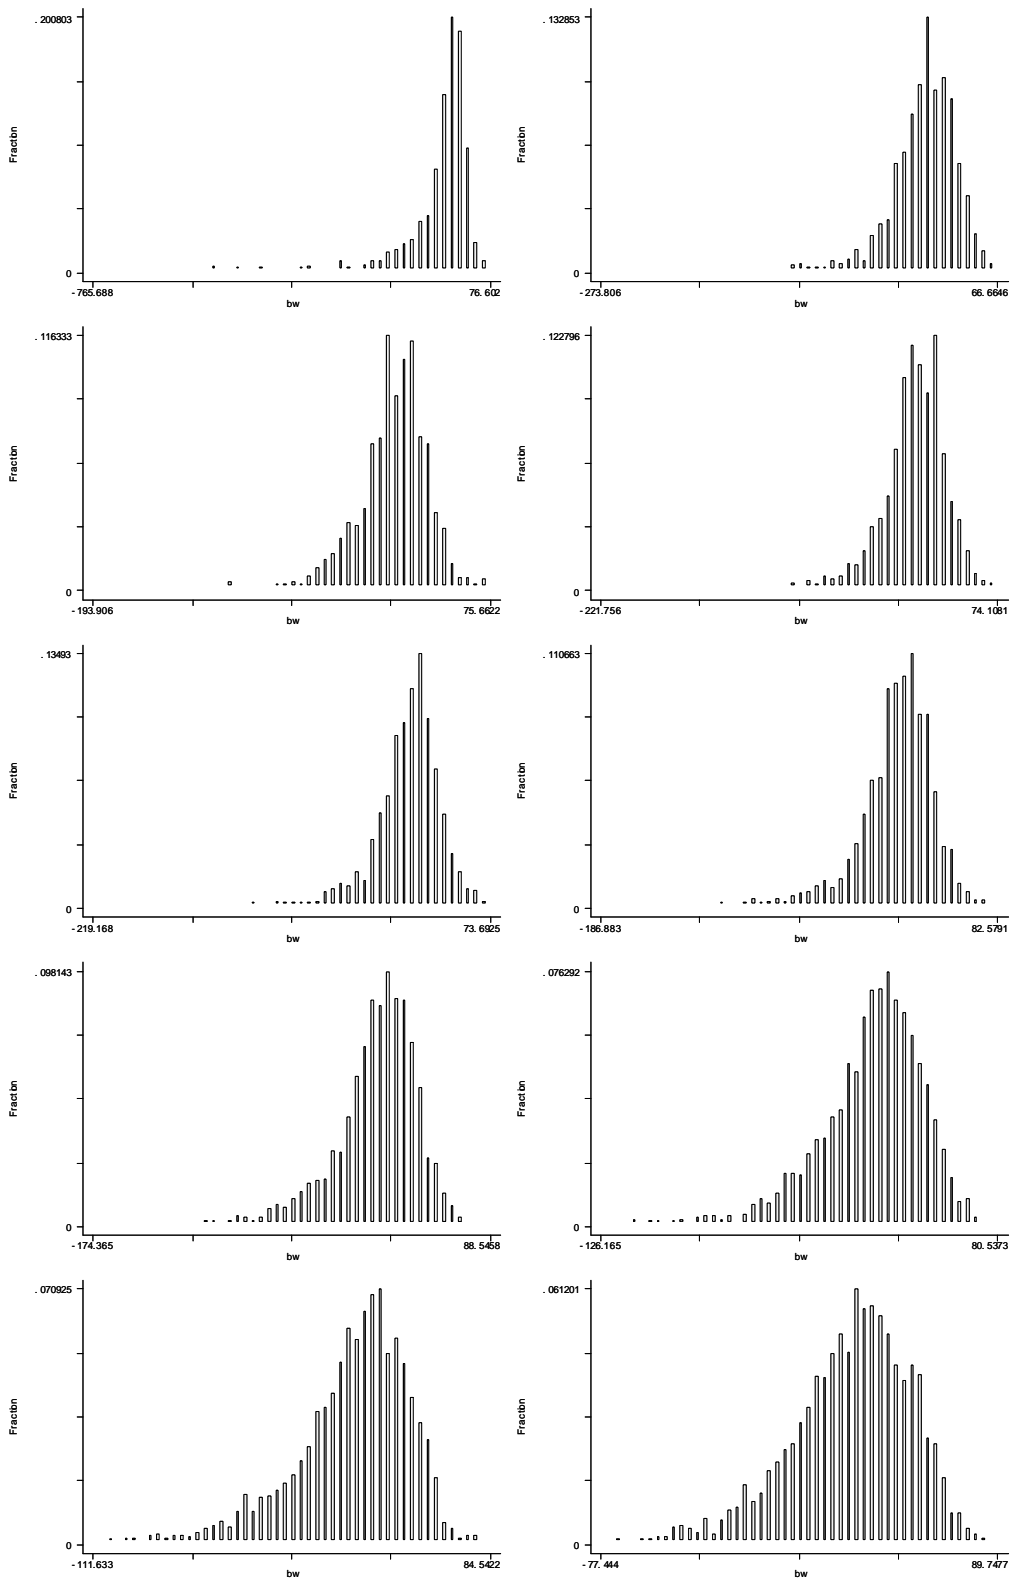 . 200803
Fraction
0
-765.688
76. 602
bw
. 132853
Fraction
0
-273.806
66. 6646
bw
. 116333
Fraction
0
-193.906
75. 6622
bw
. 122796
Fraction
0
-221.756
74. 1081
bw
. 13493
Fraction
0
-219.168
73. 6925
bw
. 110663
Fraction
0
-186.883
82. 5791
bw
. 098143
Fraction
0
-174.365
88. 5458
bw
. 076292
Fraction
0
-126.165
80. 5373
bw
. 070925
Fraction
0
-111.633
84. 5422
bw
. 061201
Fraction
0
-77. 444
89. 7477
bw